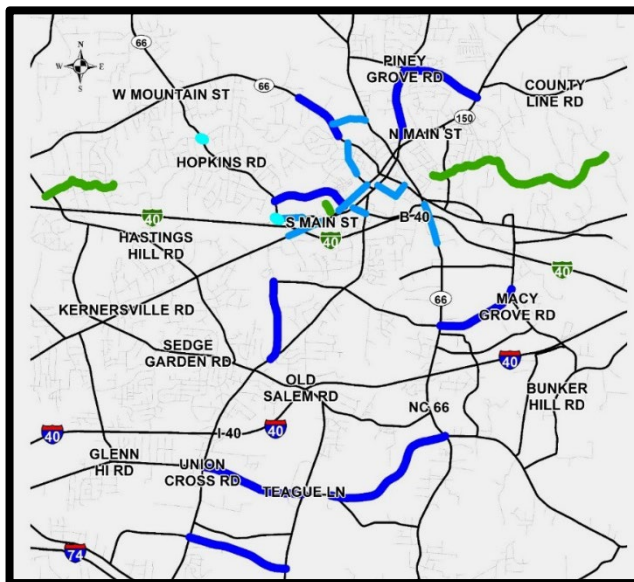 66
N
W E
S
PINEY
GROVE RD
66
W MOUNTAIN ST
COUNTY
LINE RD
150
N MAIN ST
HOPKINS RD
40
S MAIN ST
B-40
HASTINGS
HILL RD
40
40
66
KERNERSVILLE RD
MACY
GROVE RD
SEDGE
GARDEN RD
40
OLD
SALEM RD
BUNKER
HILL RD
NC 66
40
I-40
40
GLENN
HI RD
UNION
CROSS RD
TEAGUE LN
74